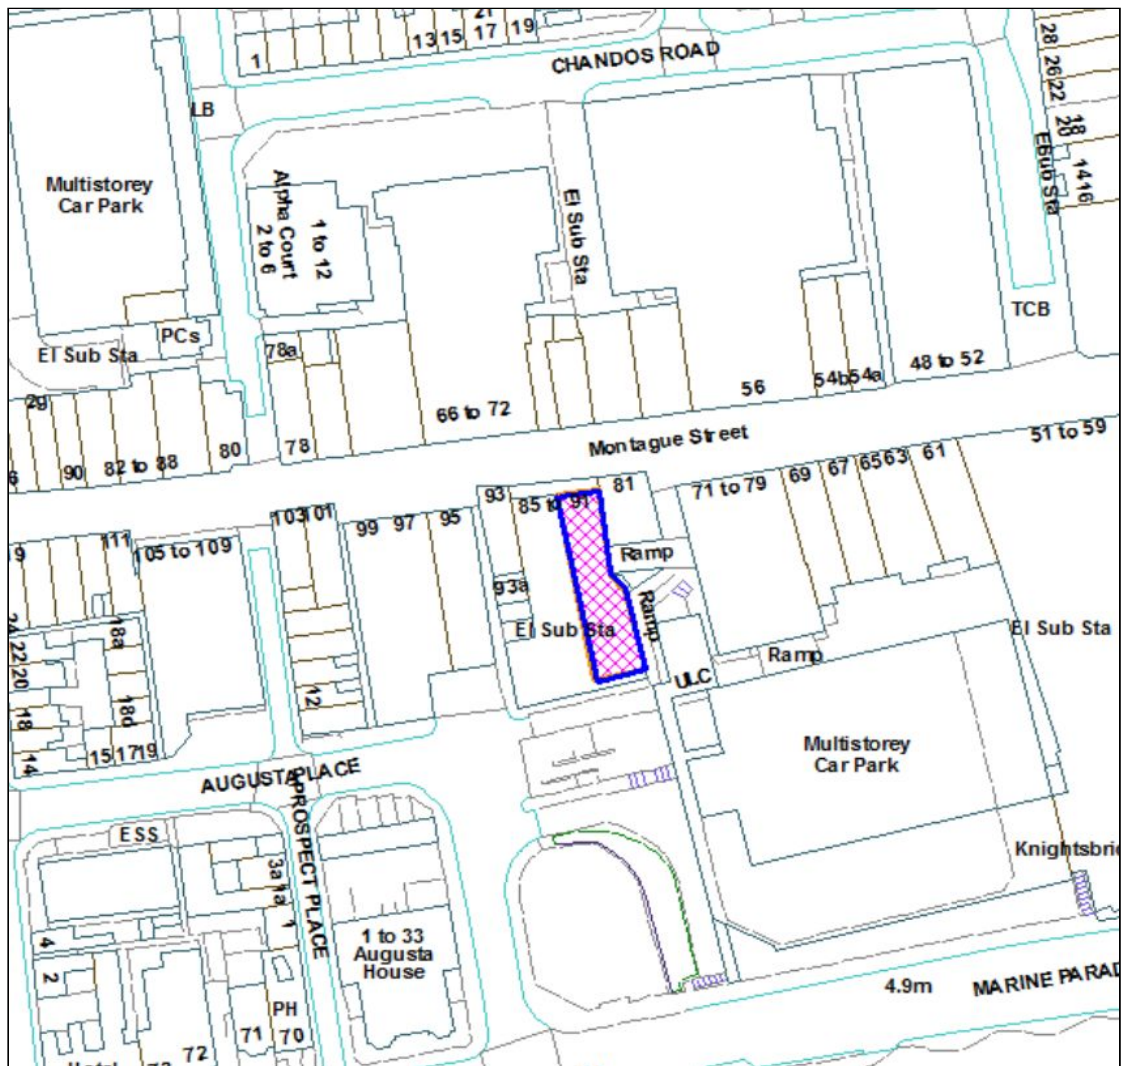 21
13 15 17 19
1
CHANDOS ROAD
28
26
22
20
18
1416
LB
Multistorey
Car Park
Alpha Court
2 to 6
1 to 12
El Sub Sta
TCB
PCs
El Sub Sta
78a
29
90
82 to 88
80
78
66 to 72
56
54b
54a
48 to 52
Montague Street
51 to 59
61
63
65
67
69
71 to 79
81
85 to 91
93
95
97
99
101
103
105 to 109
111
93a
Ramp
Ramp
El Sub Sta
El Sub Sta
Ramp
ULC
18a
22
20
18
14
18d
15 17 19
12
Multistorey
Car Park
AUGUSTA PLACE
PROSPECT PLACE
ESS
3a
1a
1
4
2
1 to 33
Augusta
House
PH
71
70
72
Knightsbri
4.9m
MARINE PARAD